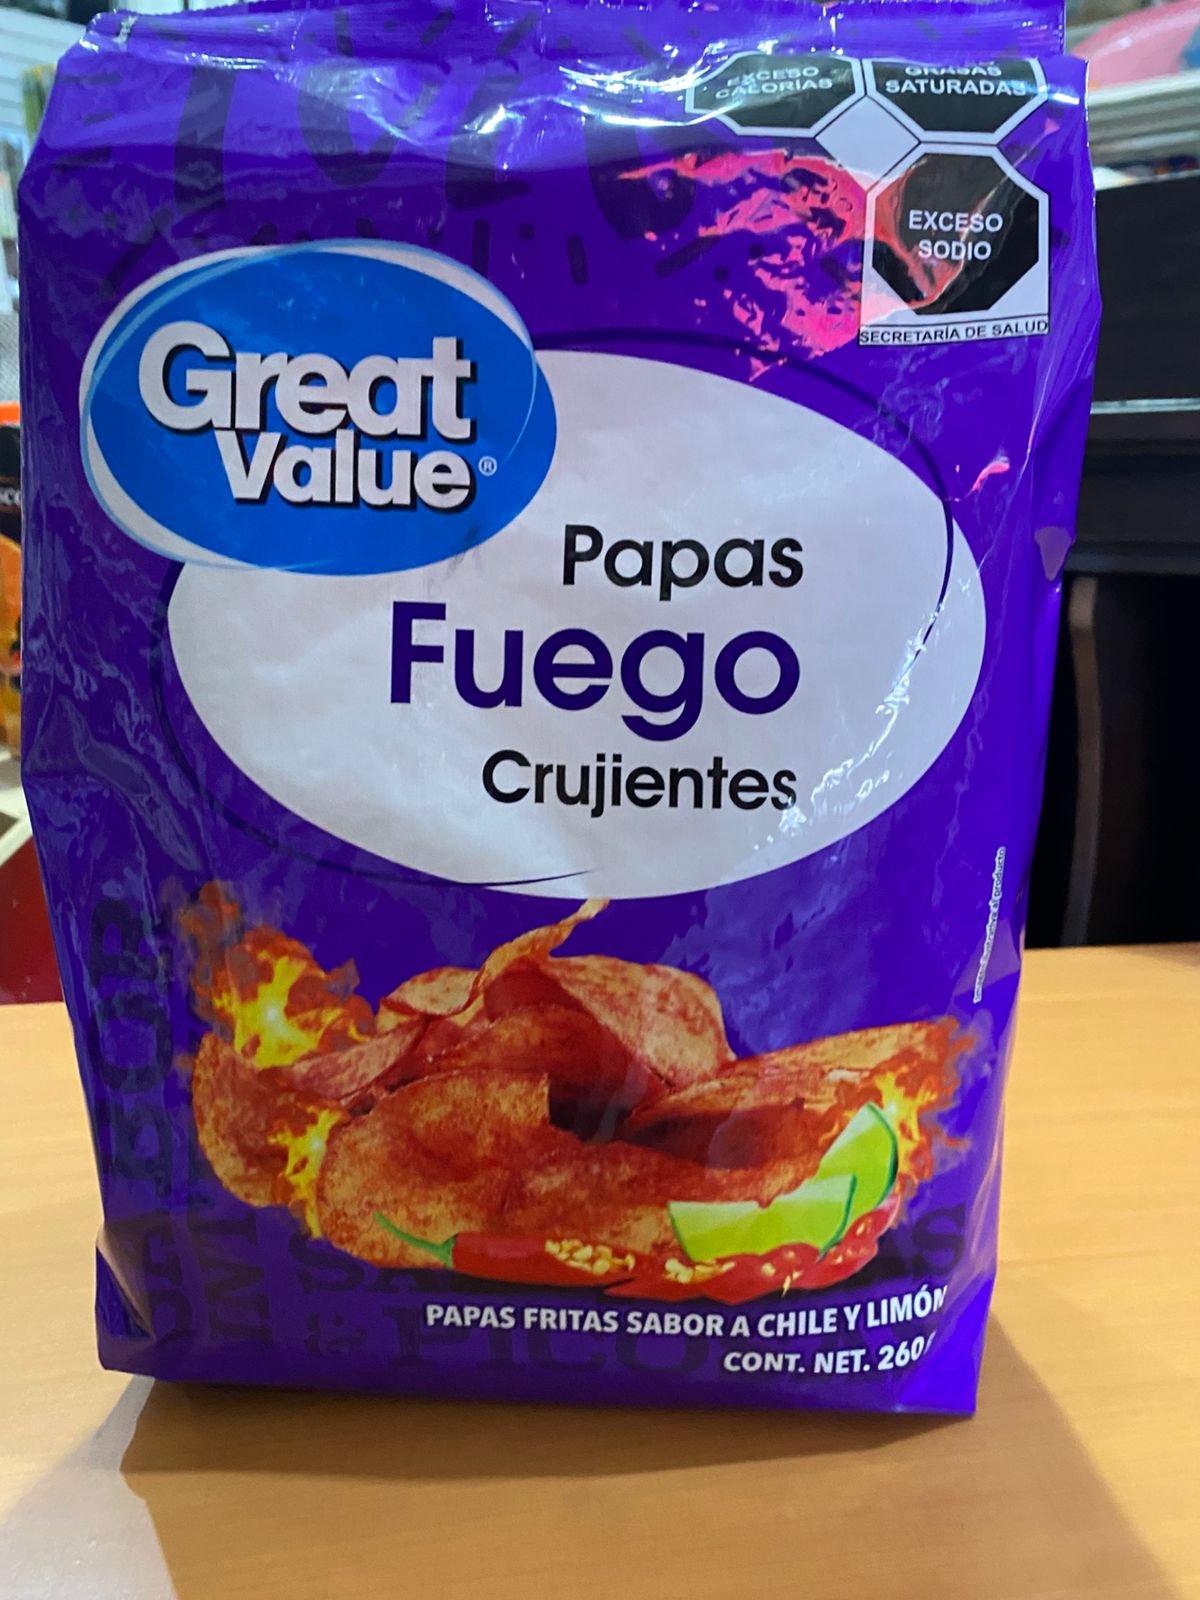 EXCESO
CALORÍAS
GRASAS
SATURADAS
EXCESO
SODIO
SECRETARÍA DE SALUD
Great
Value®
Papas
Fuego
Crujientes
PAPAS FRITAS SABOR A CHILE Y LIMÓN
CONT. NET. 260